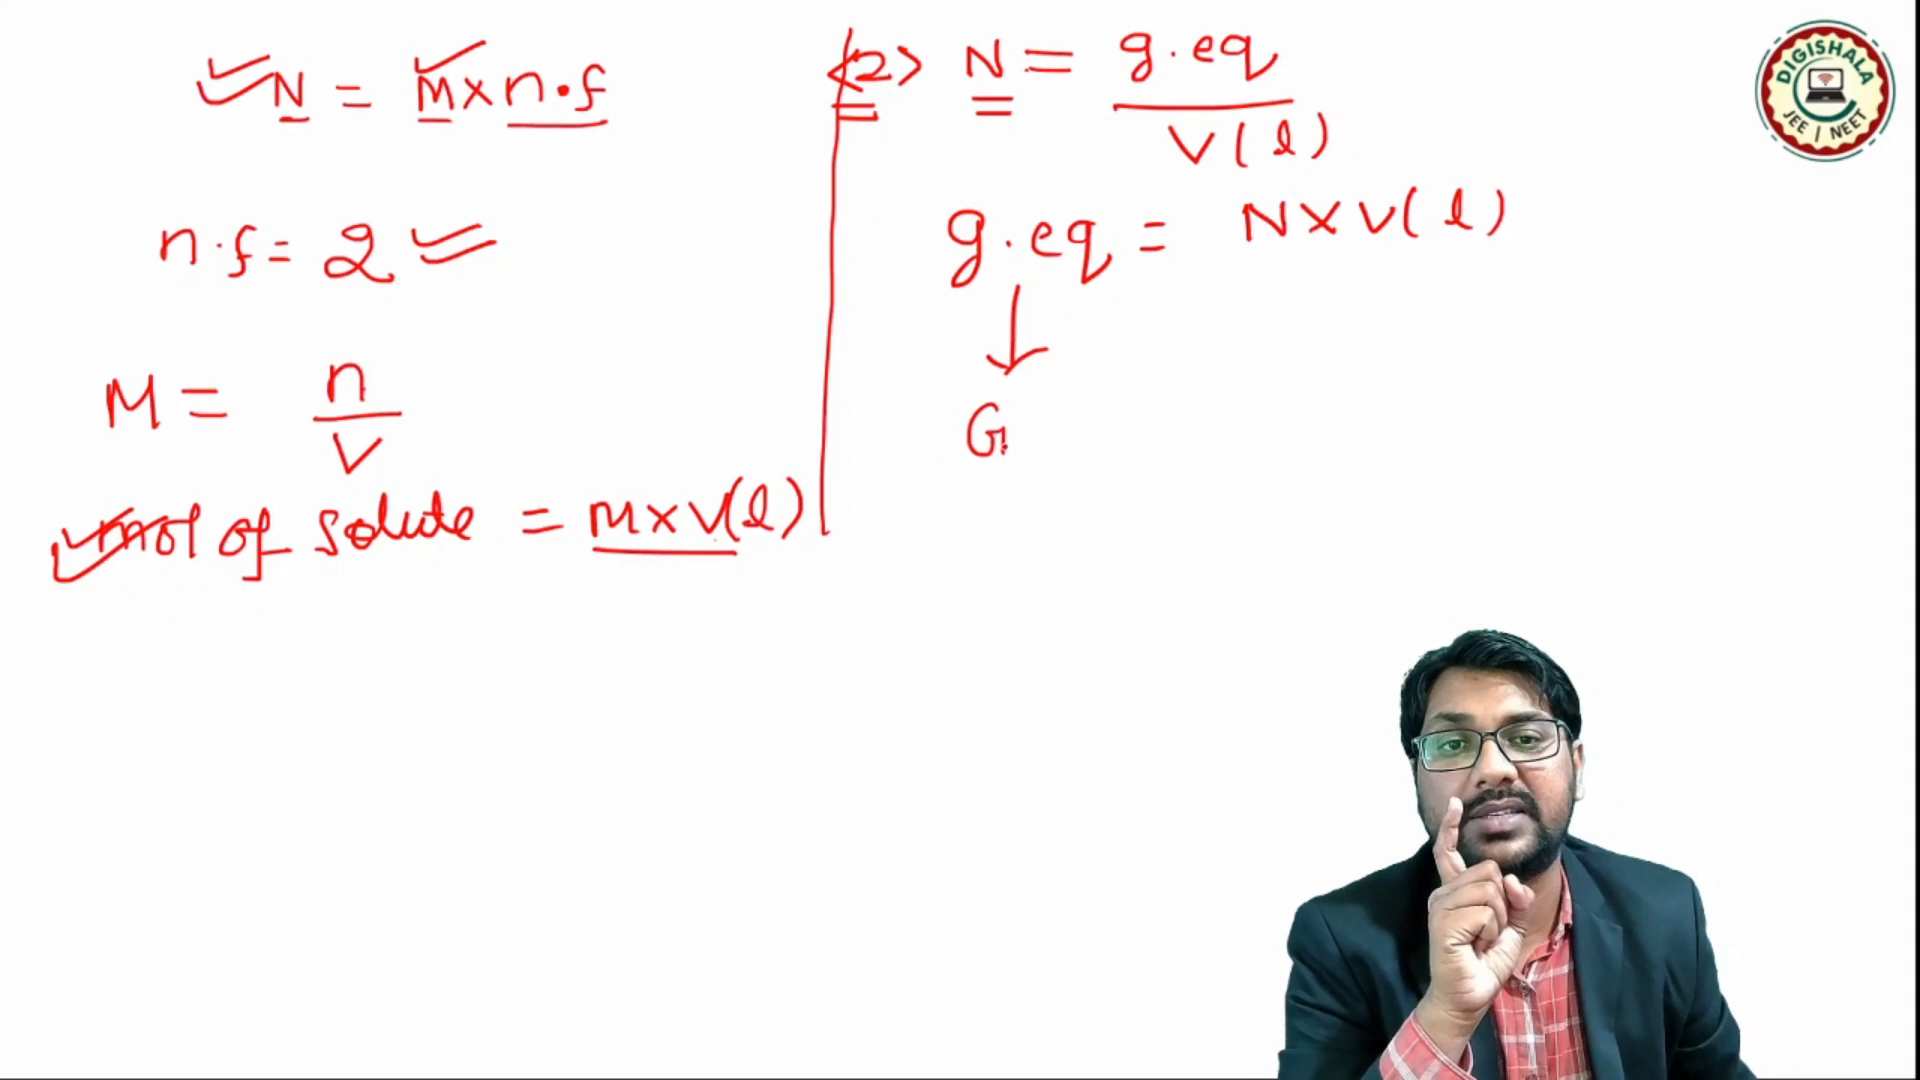 N = M x n.f
n.f = 2
M = n
V
mol of solute = M x V(l)
<2> N = g.eq
V(l)
g.eq = N x V(l)
G
DIGISHALA
JEE | NEET